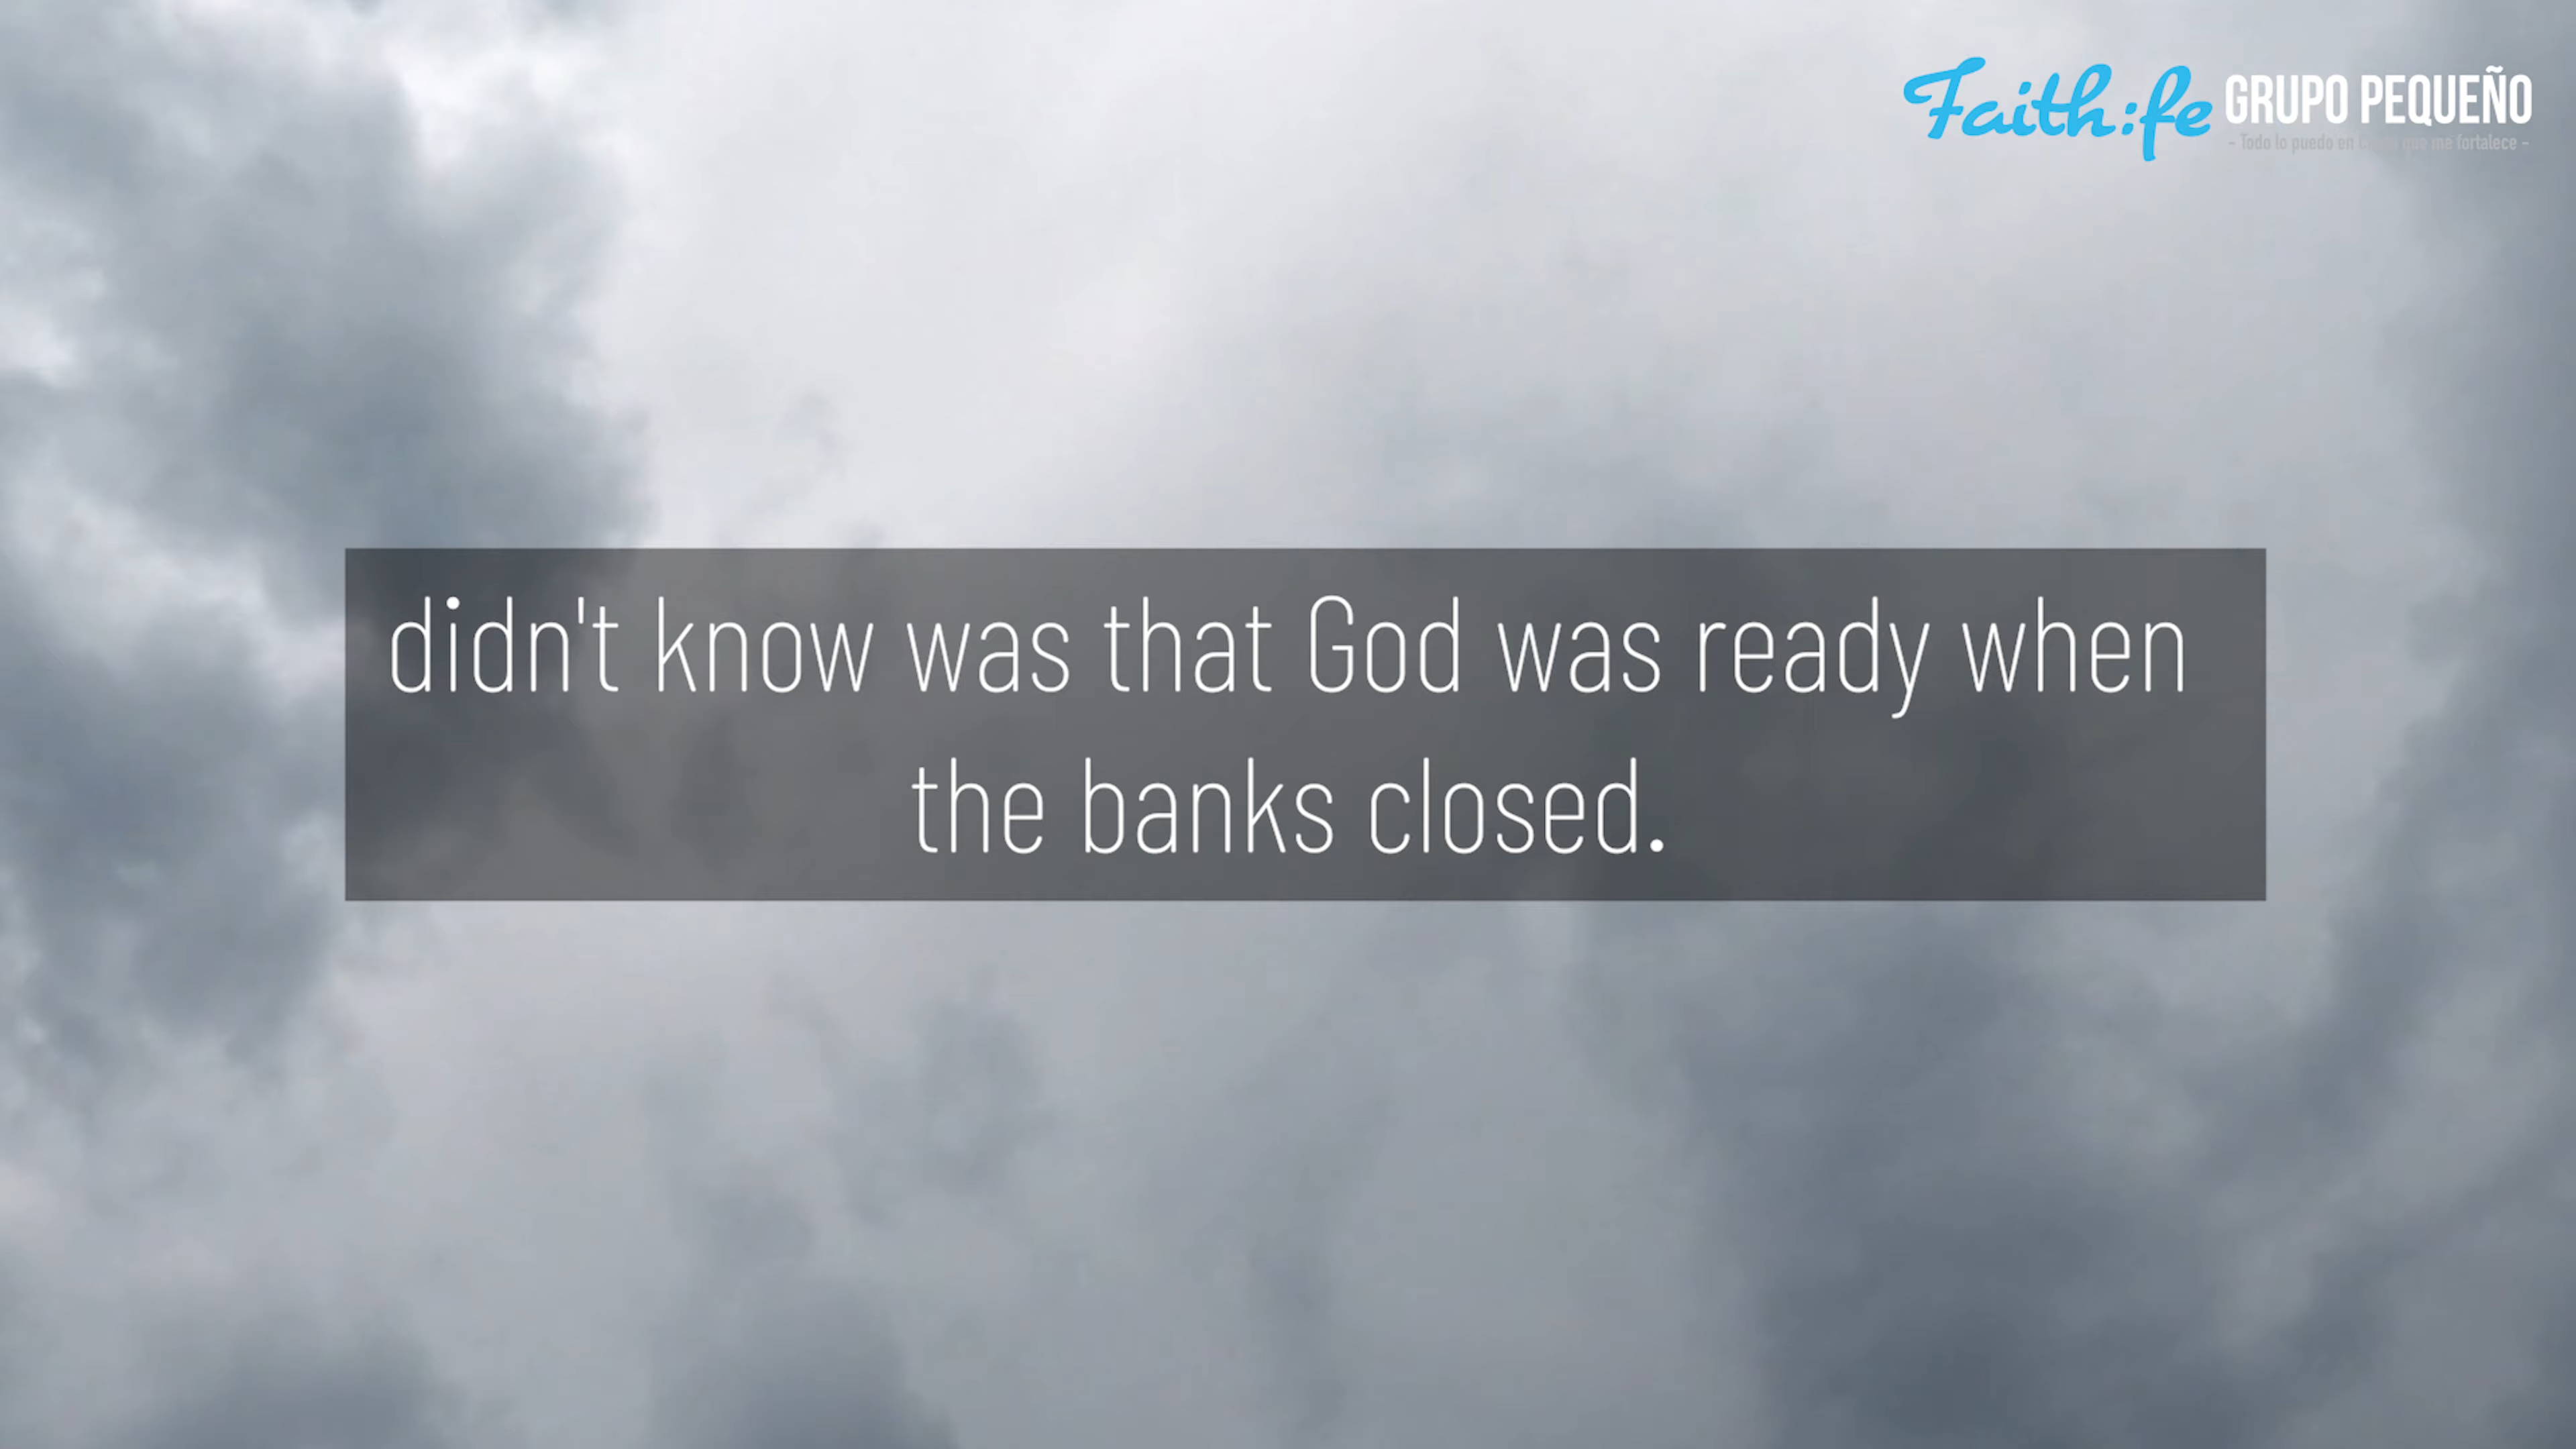 Faith:fe GRUPO PEQUEÑO
- Todo lo puedo en que me fortalece -
didn't know was that God was ready when
the banks closed.